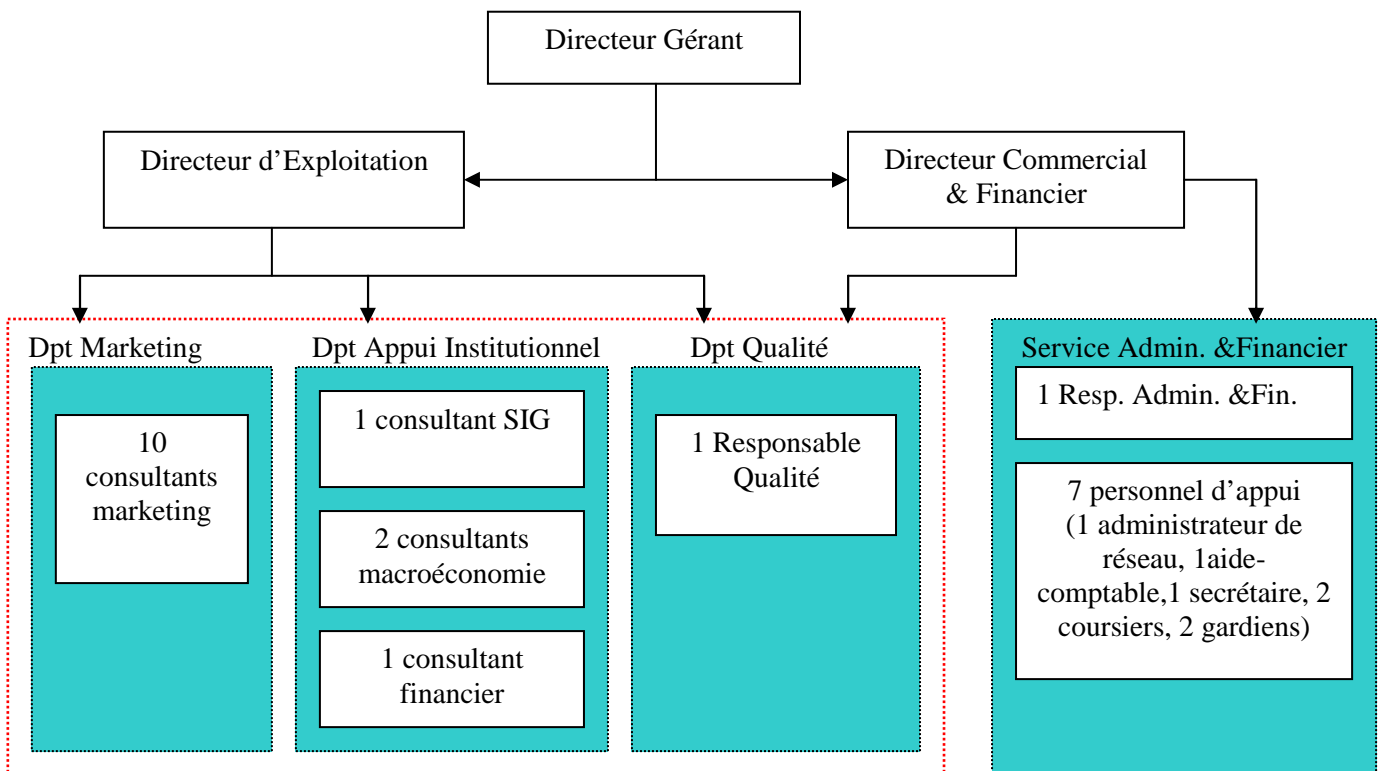 Directeur Gérant
Directeur d’Exploitation
Directeur Commercial
& Financier
Dpt Marketing
10
consultants
marketing
Dpt Appui Institutionnel
1 consultant SIG
2 consultants
macroéconomie
1 consultant
financier
Dpt Qualité
1 Responsable
Qualité
Service Admin. &Financier
1 Resp. Admin. &Fin.
7 personnel d’appui
(1 administrateur de
réseau, 1aide-
comptable,1 secrétaire, 2
coursiers, 2 gardiens)